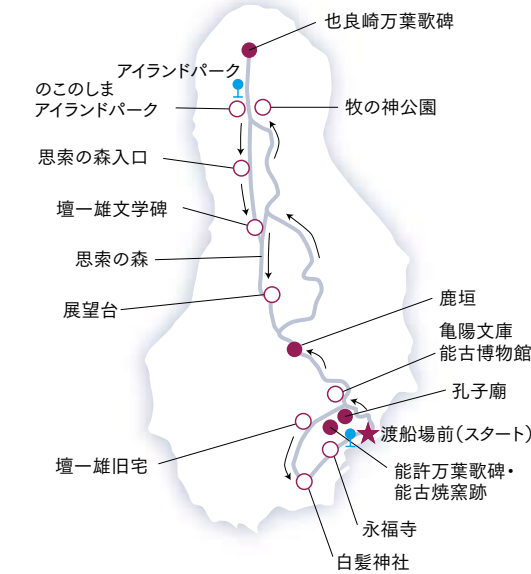 也良崎万葉歌碑
アイランドパーク
のこのしま
アイランドパーク
牧の神公園
思索の森入口
壇一雄文学碑
思索の森
展望台
鹿垣
亀陽文庫
能古博物館
孔子廟
渡船場前(スタート)
壇一雄旧宅
能許万葉歌碑・
能古焼窯跡
永福寺
白髪神社